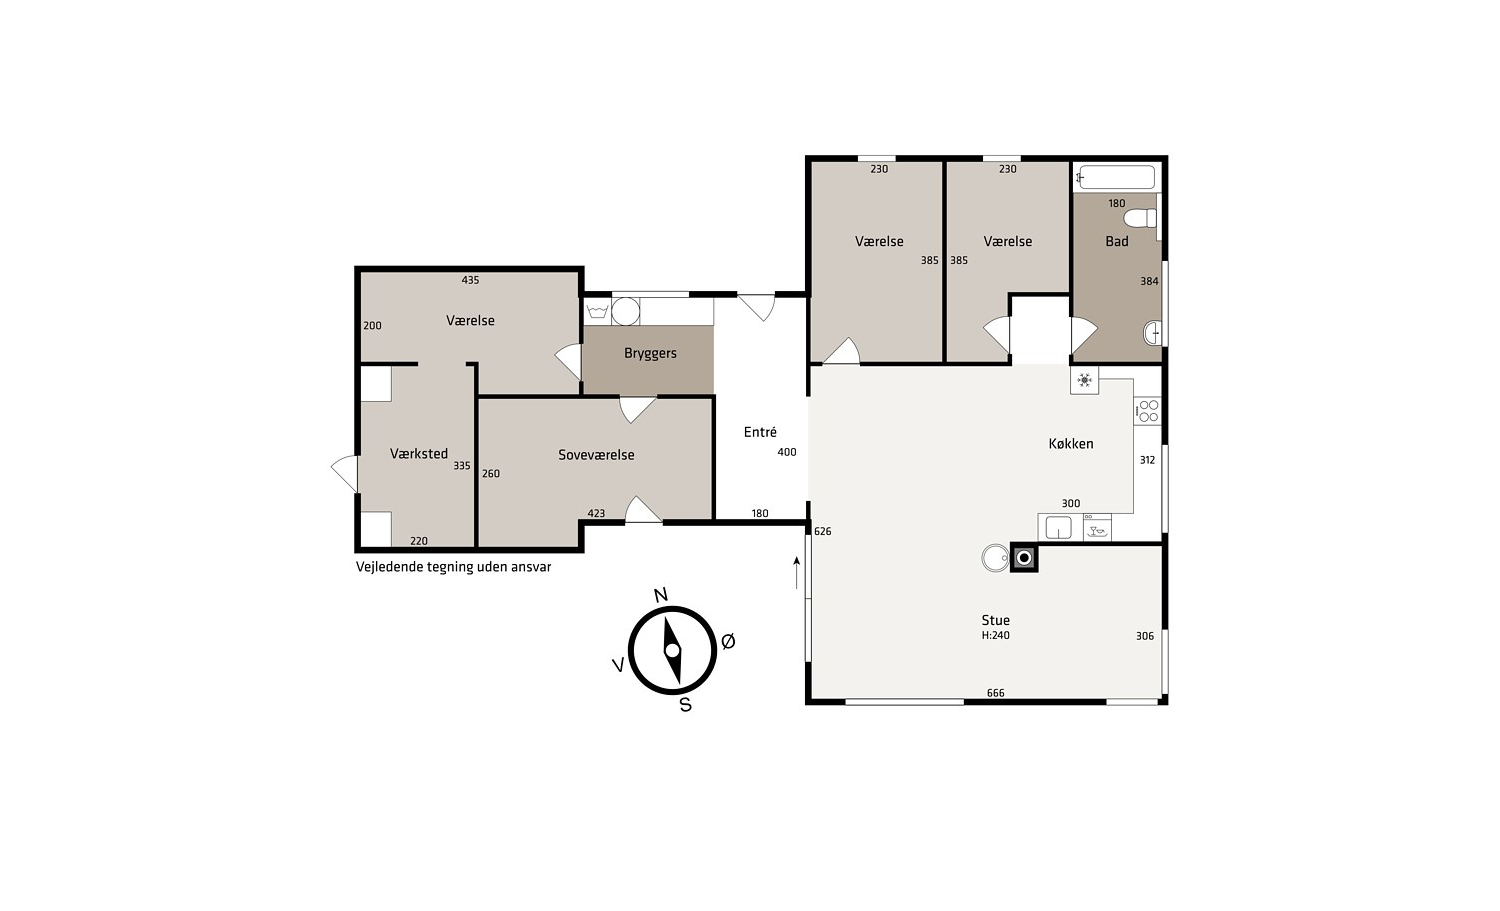 230
230
Værelse
385
Værelse
385
180
Bad
384
435
Værelse
200
Bryggers
Værksted
335
220
Soveværelse
260
423
Entré
400
180
Køkken
312
300
626
Stue
H:240
306
666
Vejledende tegning uden ansvar
N
V
Ø
S